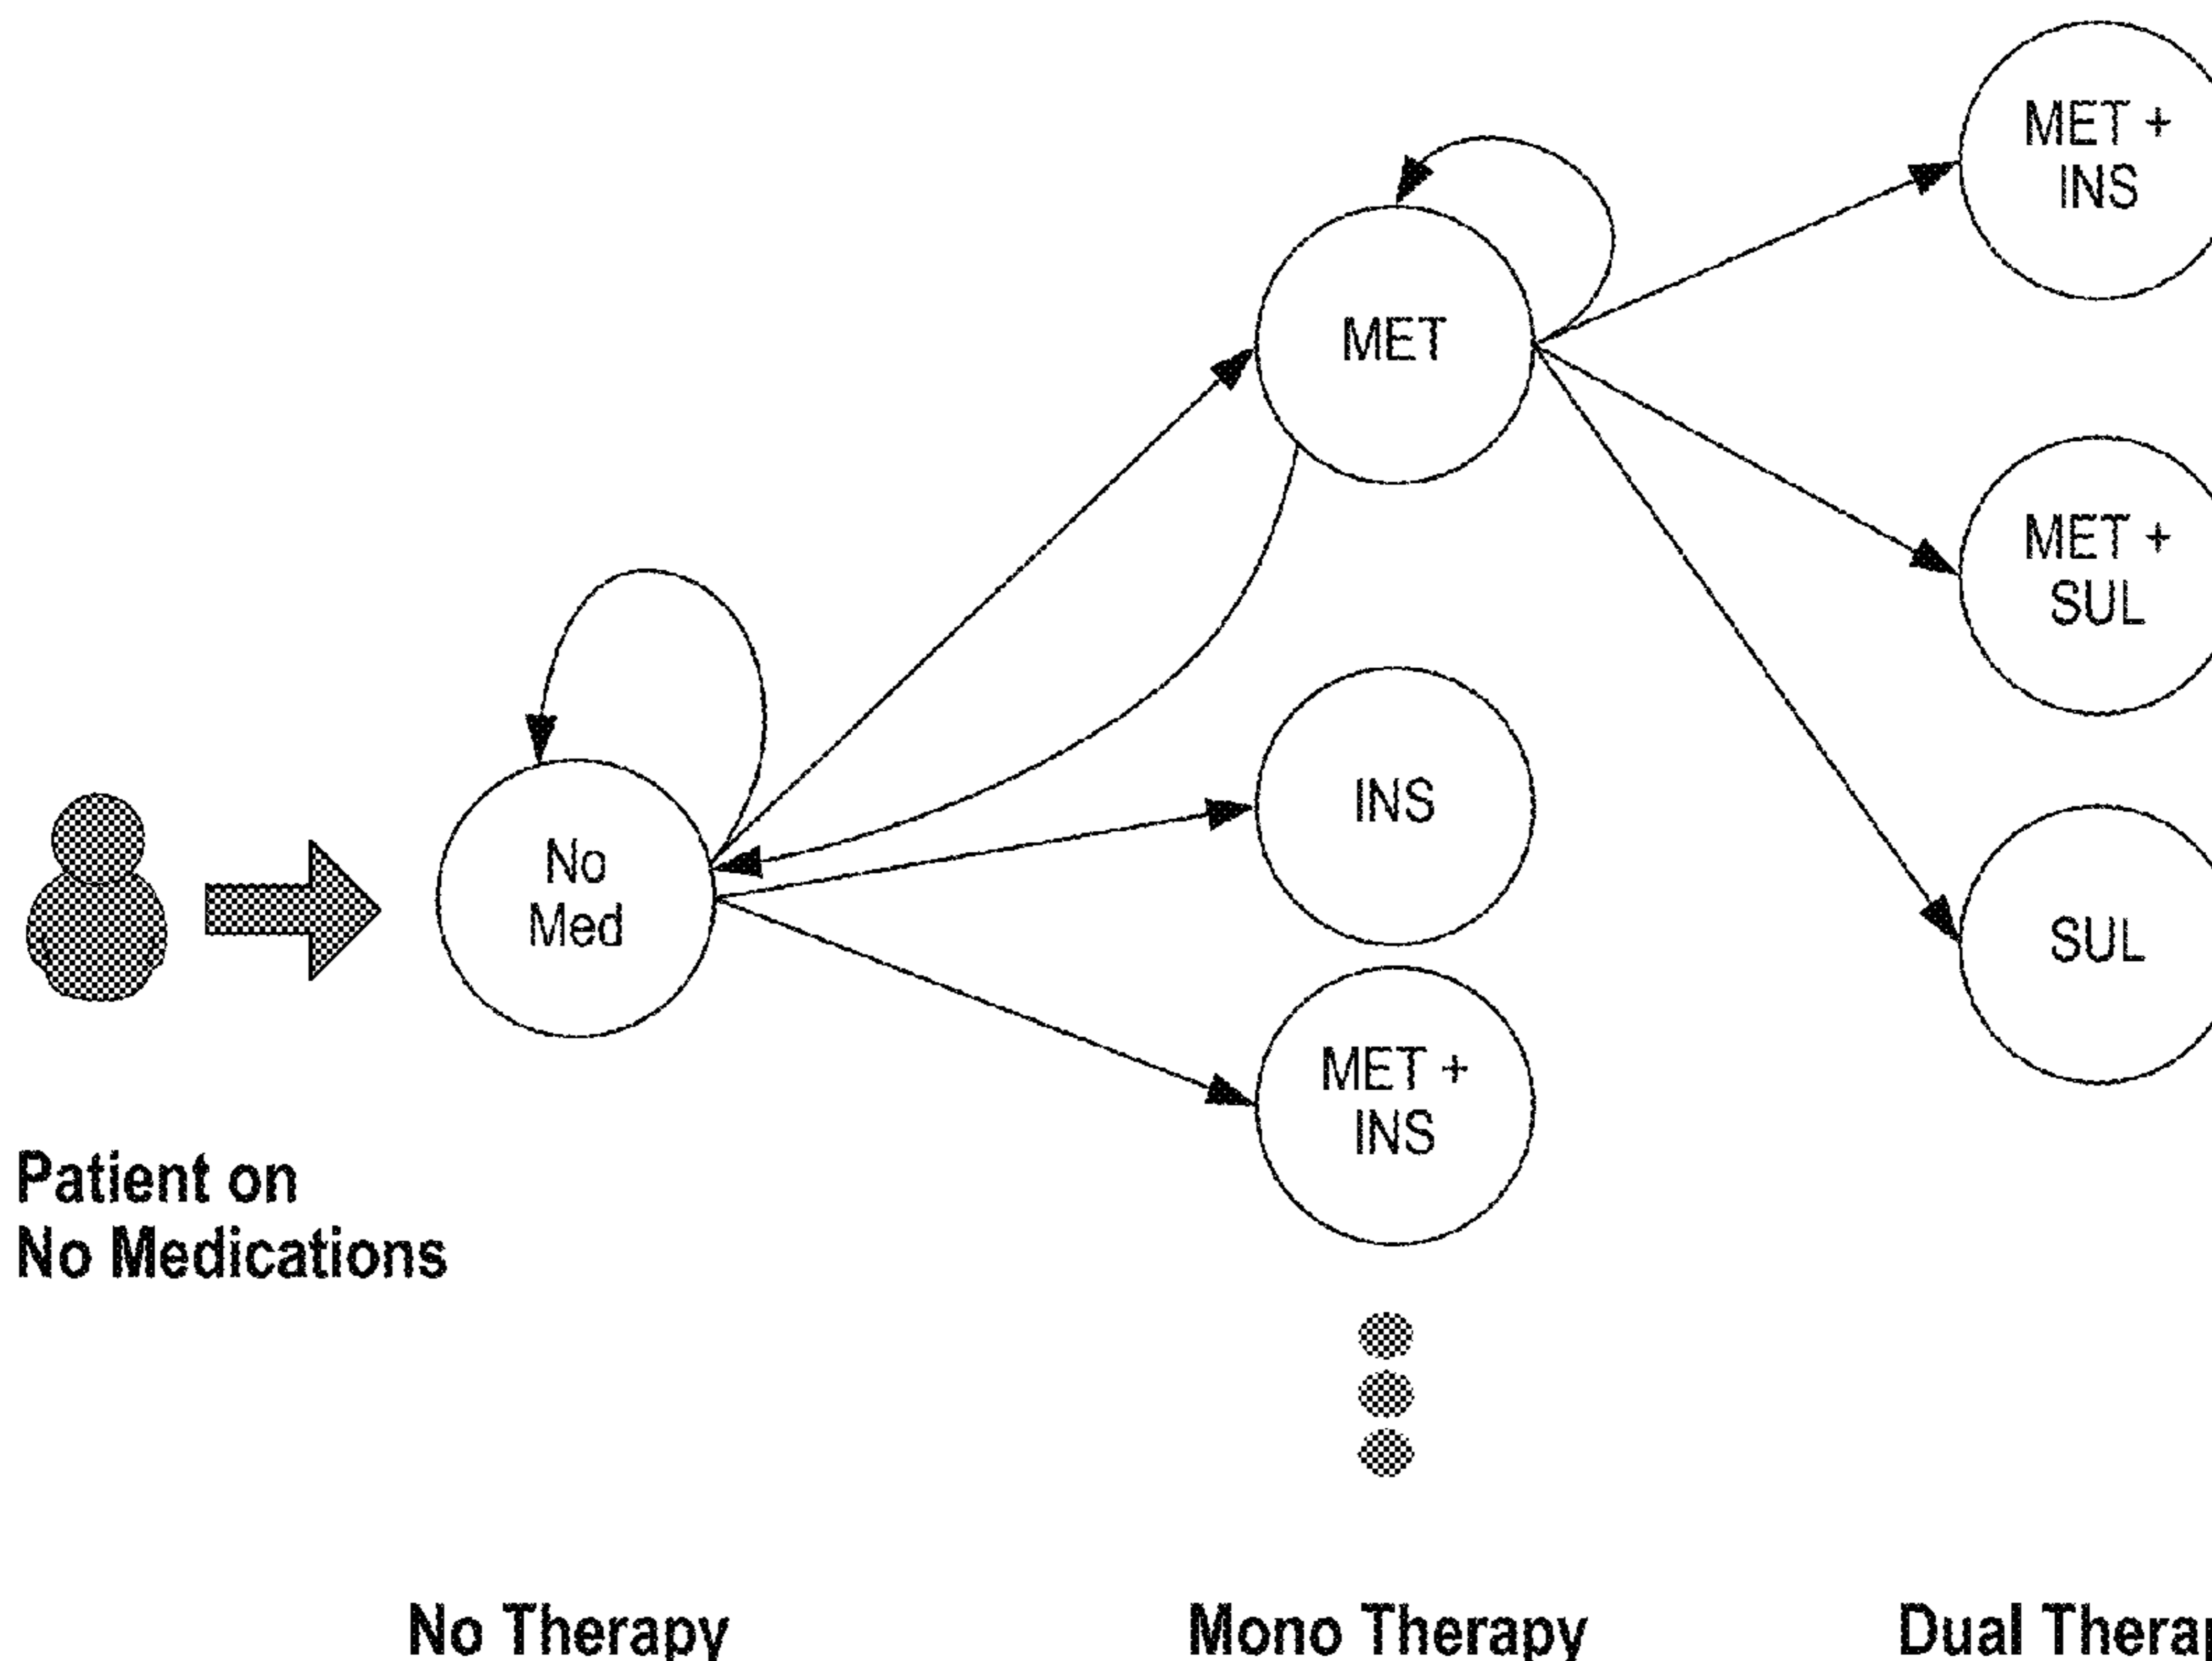 MET +
INS
MET
MET +
SUL
INS
No
Med
SUL
MET +
INS
Patient on
No Medications
No Therapy
Mono Therapy
Dual